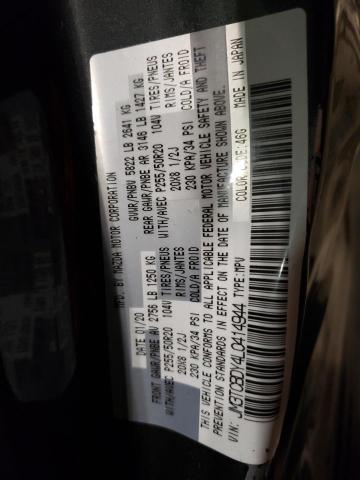 MFD. BY MAZDA MOTOR CORPORATION
DATE 01/20 GVWR/PNBV 5822 LB 2641 KG
FRONT GAWR/PNBE AV 2756 LB 1250 KG REAR GAWR/PNBE AR 3146 LB 1427 KG
WITH/AVEC P255/50R20 104V TIRES/PNEUS WITH/AVEC P255/50R20 104V TIRES/PNEUS
20X8 1/2J RIMS/JANTES 20X8 1/2J RIMS/JANTES
230 KPA/34 PSI COLD/A FROID 230 KPA/34 PSI COLD/A FROID
THIS VEHICLE CONFORMS TO ALL APPLICABLE FEDERAL MOTOR VEHICLE SAFETY AND THEFT
PREVENTION STANDARDS IN EFFECT ON THE DATE OF MANUFACTURE SHOWN ABOVE.
VIN: JM3TCBDY4L0414944 TYPE:MPV COLOR CODE:46G MADE IN JAPAN